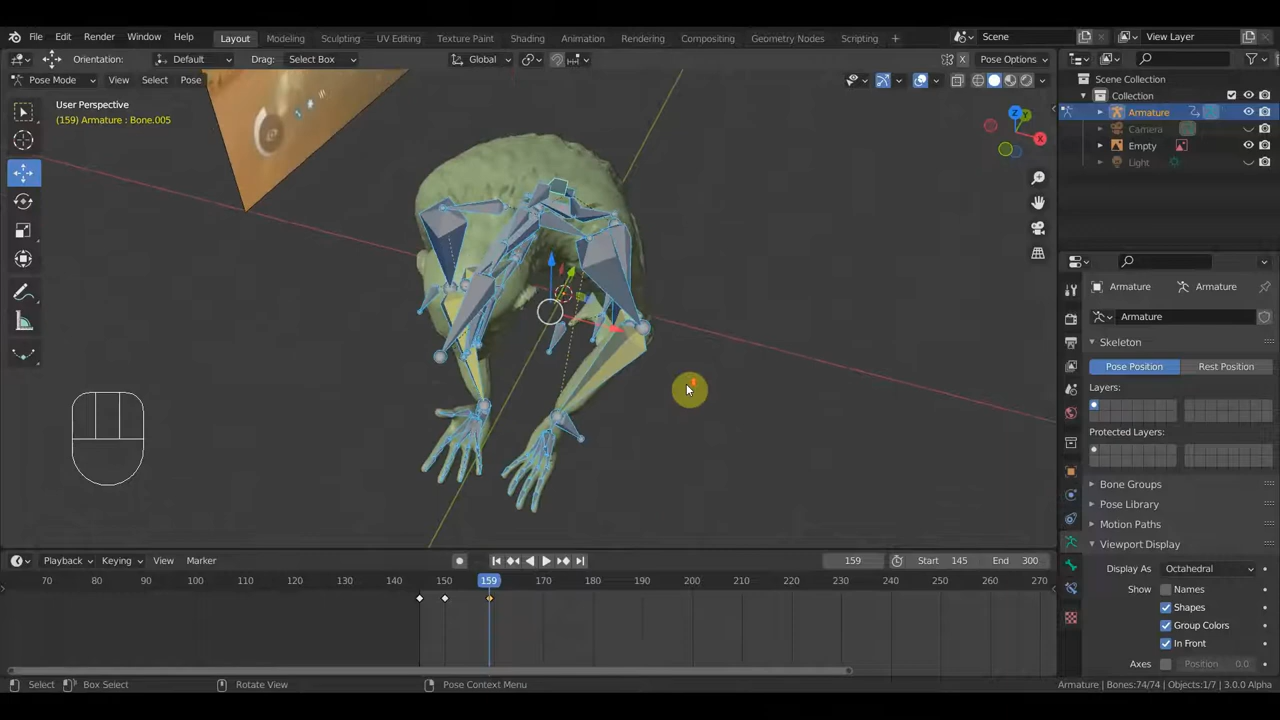 File Edit Render Window Help Layout Modeling Sculpting UV Editing Texture Paint Shading Animation Rendering Compositing Geometry Nodes Scripting + Scene View Layer
Orientation: Default Drag: Select Box Global Pose Options
Pose Mode View Select Pose
User Perspective
(159) Armature : Bone.005
Z
Y
X
Scene Collection
Collection
Armature
Camera
Empty
Light
Armature Armature
Armature
Skeleton
Pose Position Rest Position
Layers:
Protected Layers:
Bone Groups
Pose Library
Motion Paths
Viewport Display
Display As Octahedral
Show Names
Shapes
Group Colors
In Front
Axes Position 0.0
Playback Keying View Marker 159 Start 145 End 300
70 80 90 100 110 120 130 140 150 159 170 180 190 200 210 220 230 240 250 260 270
Select Box Select Rotate View Pose Context Menu Armature | Bones:74/74 | Objects:1/7 | 3.0.0 Alpha